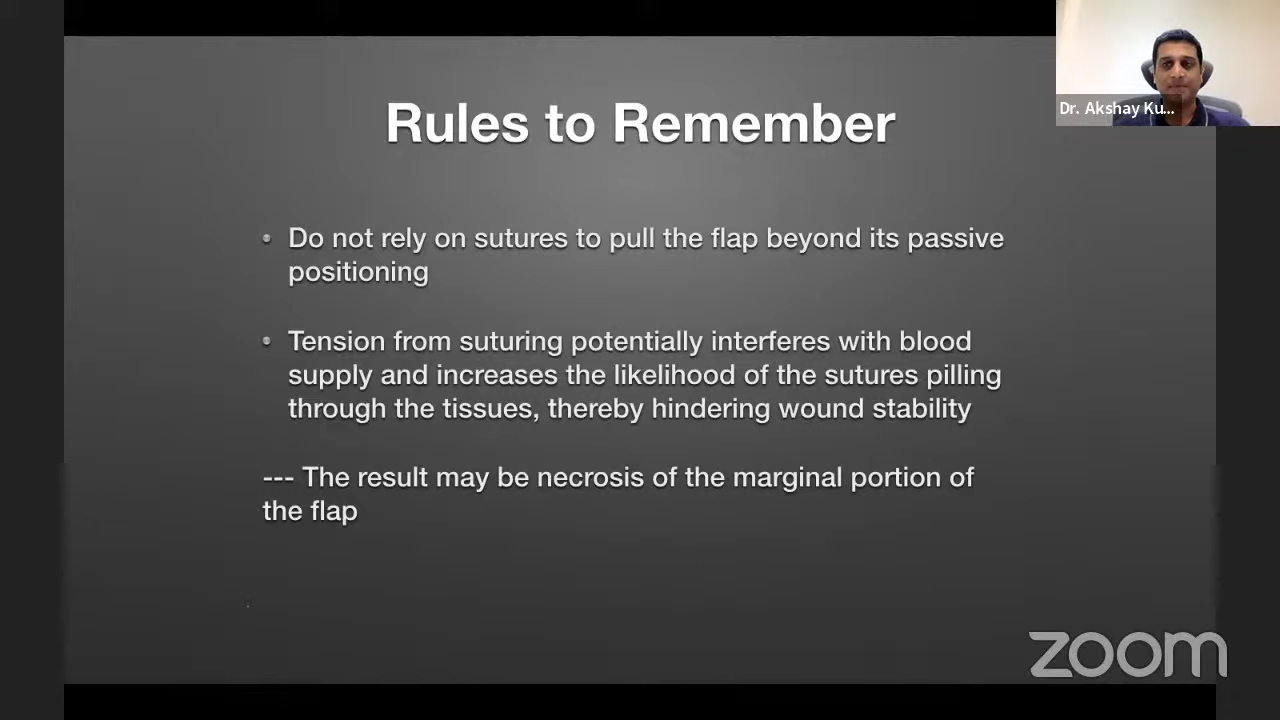 Dr. Akshay Ku...
Rules to Remember
• Do not rely on sutures to pull the flap beyond its passive
positioning
• Tension from suturing potentially interferes with blood
supply and increases the likelihood of the sutures pilling
through the tissues, thereby hindering wound stability
--- The result may be necrosis of the marginal portion of
the flap
zoom